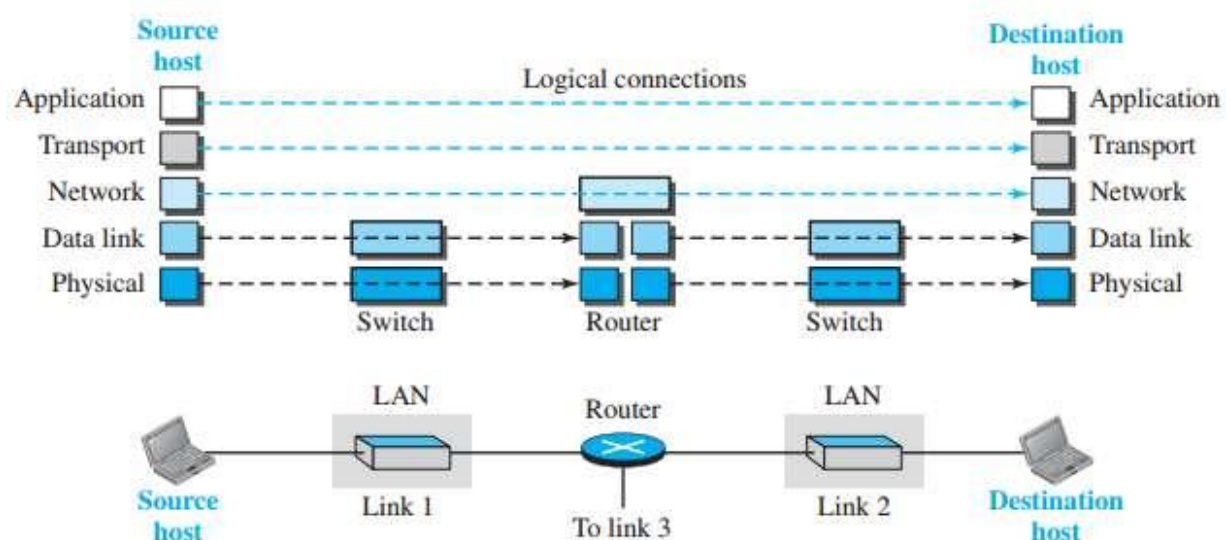 Source
host
Destination
host
Logical connections
Application
Application
Transport
Transport
Network
Network
Data link
Data link
Physical
Physical
Switch
Router
Switch
LAN
Router
LAN
Link 1
Link 2
Source
host
To link 3
Destination
host